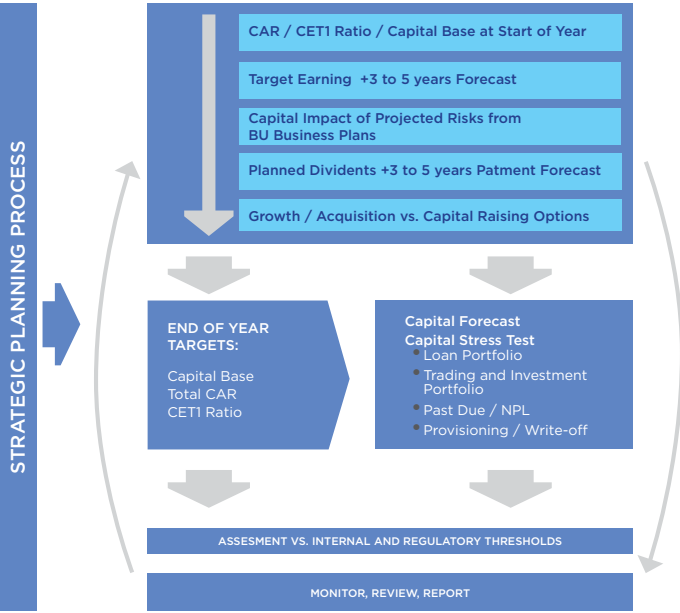 STRATEGIC PLANNING PROCESS
CAR / CET1 Ratio / Capital Base at Start of Year
Target Earning +3 to 5 years Forecast
Capital Impact of Projected Risks from
BU Business Plans
Planned Dividents +3 to 5 years Patment Forecast
Growth / Acquisition vs. Capital Raising Options
END OF YEAR
TARGETS:
Capital Base
Total CAR
CET1 Ratio
Capital Forecast
Capital Stress Test
• Loan Portfolio
• Trading and Investment
Portfolio
• Past Due / NPL
• Provisioning / Write-off
ASSESMENT VS. INTERNAL AND REGULATORY THRESHOLDS
MONITOR, REVIEW, REPORT